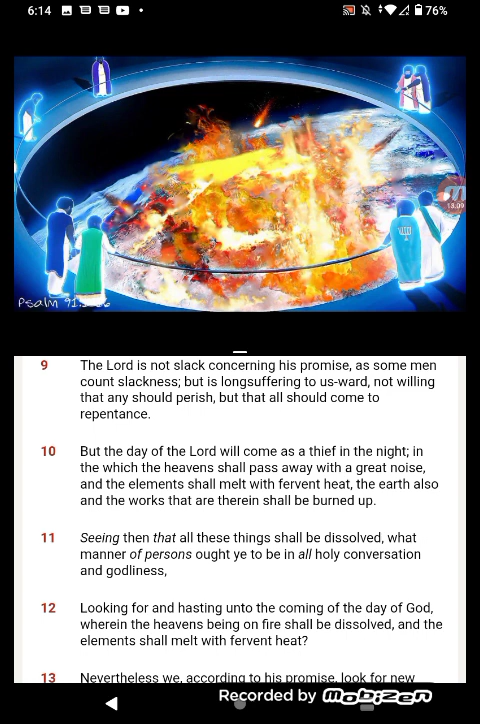 6:14
76%
13:09
Psalm 91:
9 The Lord is not slack concerning his promise, as some men
count slackness; but is longsuffering to us-ward, not willing
that any should perish, but that all should come to
repentance.
10 But the day of the Lord will come as a thief in the night; in
the which the heavens shall pass away with a great noise,
and the elements shall melt with fervent heat, the earth also
and the works that are therein shall be burned up.
11 Seeing then that all these things shall be dissolved, what
manner of persons ought ye to be in all holy conversation
and godliness,
12 Looking for and hasting unto the coming of the day of God,
wherein the heavens being on fire shall be dissolved, and the
elements shall melt with fervent heat?
13 Nevertheless we, according to his promise, look for new
Recorded by Mobizen